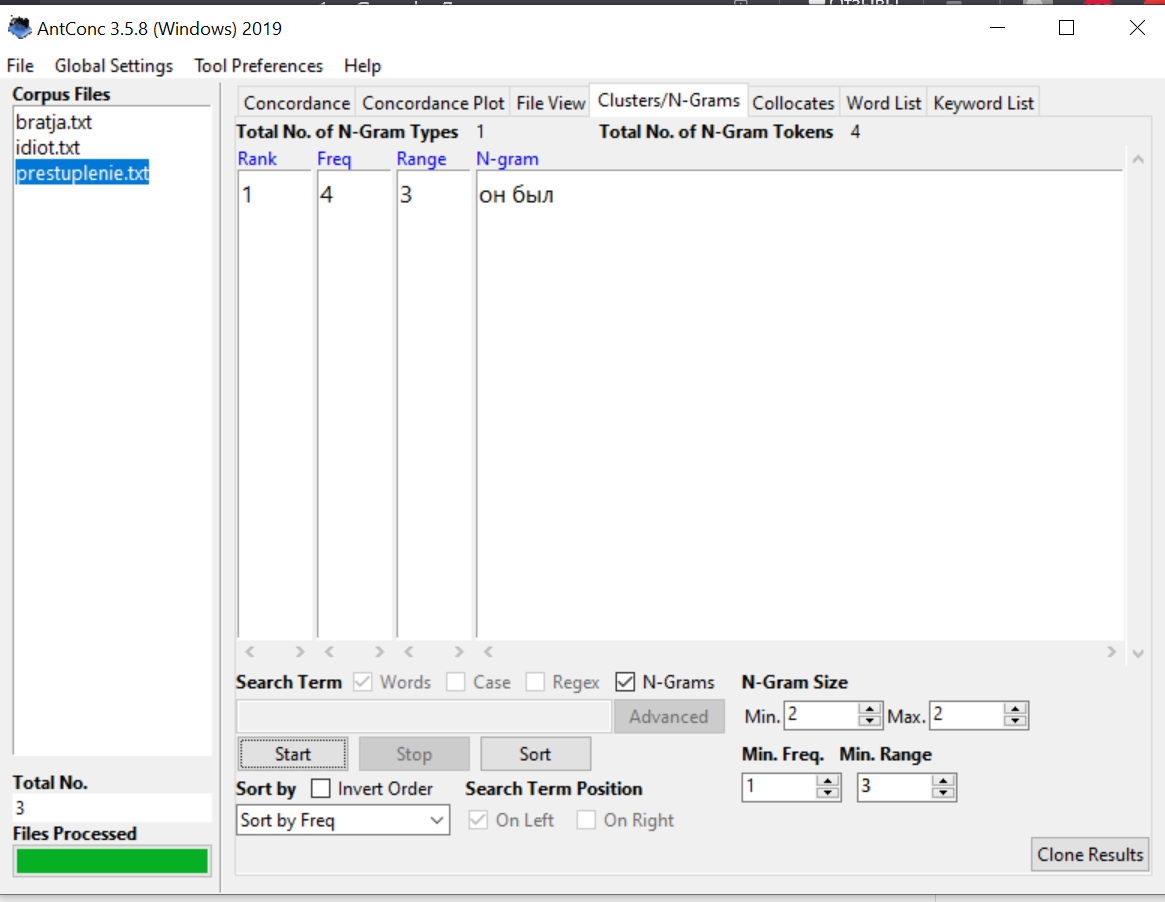 AntConc 3.5.8 (Windows) 2019
File Global Settings Tool Preferences Help
Corpus Files
bratja.txt
idiot.txt
prestuplenie.txt
Total No.
3
Files Processed
Concordance Concordance Plot File View Clusters/N-Grams Collocates Word List Keyword List
Total No. of N-Gram Types 1 Total No. of N-Gram Tokens 4
Rank Freq Range N-gram
1 4 3 он был
Search Term Words Case Regex N-Grams N-Gram Size
Advanced Min. 2 Max. 2
Start Stop Sort Min. Freq. Min. Range
1 3
Sort by Invert Order Search Term Position
Sort by Freq On Left On Right
Clone Results